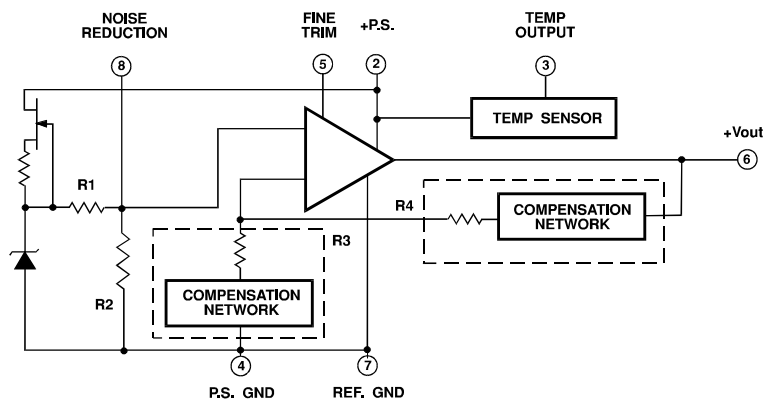 NOISE
REDUCTION
8
FINE
TRIM
5
+P.S.
2
TEMP
OUTPUT
3
TEMP SENSOR
+Vout
6
R1
R2
R3
COMPENSATION
NETWORK
R4
COMPENSATION
NETWORK
4
P.S. GND
7
REF. GND